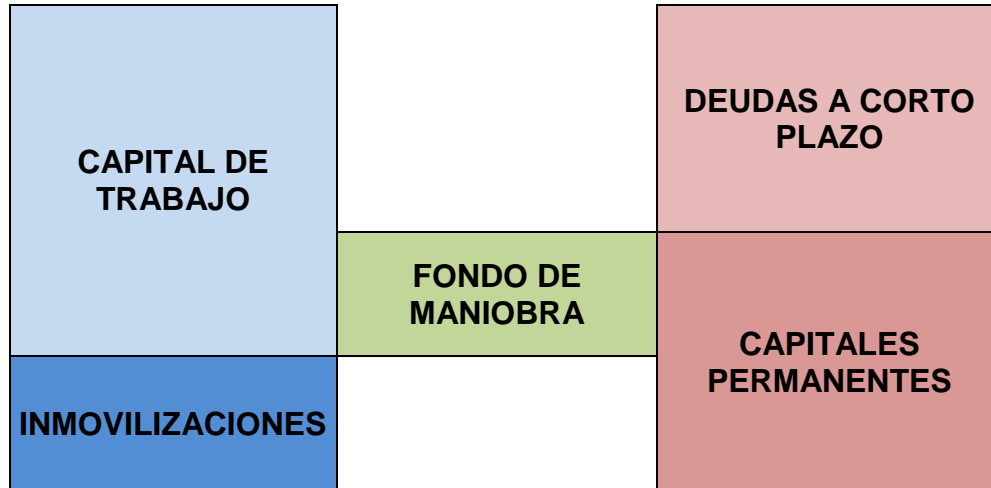 CAPITAL DE
TRABAJO
INMOVILIZACIONES
FONDO DE
MANIOBRA
DEUDAS A CORTO
PLAZO
CAPITALES
PERMANENTES